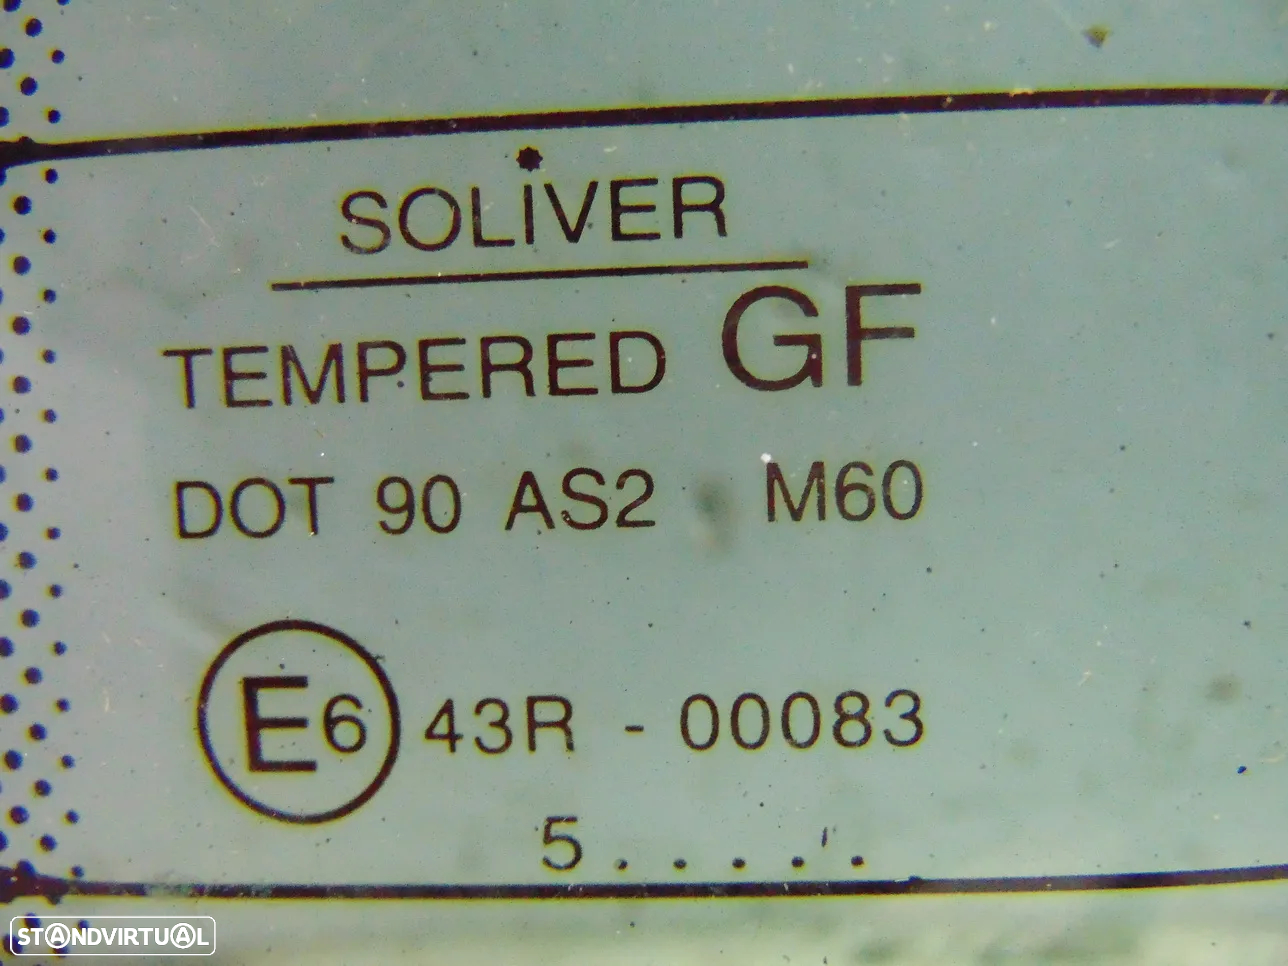 SOLiVER
TEMPERED GF
DOT 90 AS2 M60
E6 43R - 00083
5 . . . . .
STANDVIRTUAL